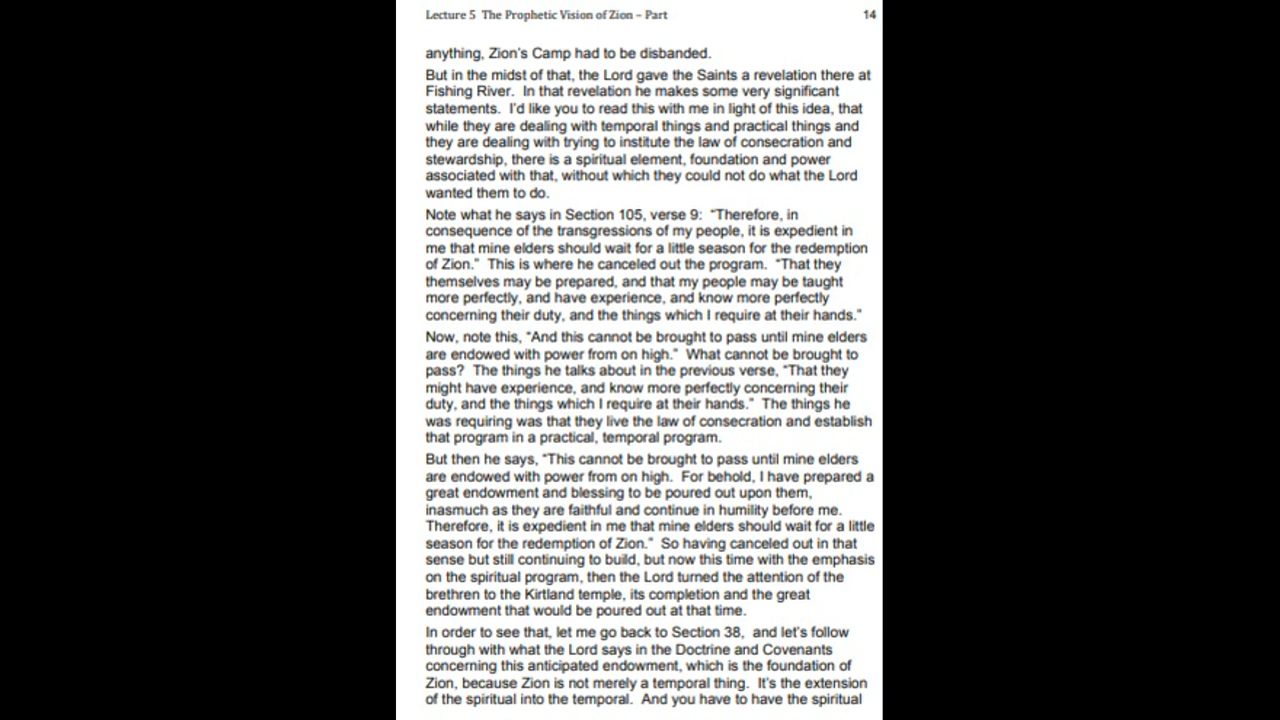 Lecture 5  The Prophetic Vision of Zion – Part 14
anything, Zion's Camp had to be disbanded.
But in the midst of that, the Lord gave the Saints a revelation there at
Fishing River.  In that revelation he makes some very significant
statements.  I'd like you to read this with me in light of this idea, that
while they are dealing with temporal things and practical things and
they are dealing with trying to institute the law of consecration and
stewardship, there is a spiritual element, foundation and power
associated with that, without which they could not do what the Lord
wanted them to do.
Note what he says in Section 105, verse 9:  "Therefore, in
consequence of the transgressions of my people, it is expedient in
me that mine elders should wait for a little season for the redemption
of Zion."  This is where he canceled out the program.  "That they
themselves may be prepared, and that my people may be taught
more perfectly, and have experience, and know more perfectly
concerning their duty, and the things which I require at their hands."
Now, note this, "And this cannot be brought to pass until mine elders
are endowed with power from on high."  What cannot be brought to
pass?  The things he talks about in the previous verse, "That they
might have experience, and know more perfectly concerning their
duty, and the things which I require at their hands."  The things he
was requiring was that they live the law of consecration and establish
that program in a practical, temporal program.
But then he says, "This cannot be brought to pass until mine elders
are endowed with power from on high.  For behold, I have prepared a
great endowment and blessing to be poured out upon them,
inasmuch as they are faithful and continue in humility before me.
Therefore, it is expedient in me that mine elders should wait for a little
season for the redemption of Zion."  So having canceled out in that
sense but still continuing to build, but now this time with the emphasis
on the spiritual program, then the Lord turned the attention of the
brethren to the Kirtland temple, its completion and the great
endowment that would be poured out at that time.
In order to see that, let me go back to Section 38,  and let's follow
through with what the Lord says in the Doctrine and Covenants
concerning this anticipated endowment, which is the foundation of
Zion, because Zion is not merely a temporal thing.  It's the extension
of the spiritual into the temporal.  And you have to have the spiritual